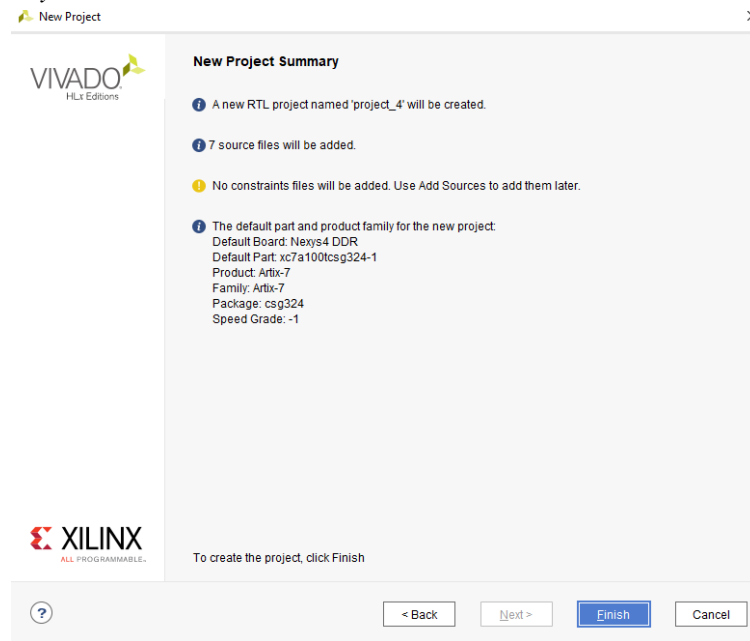 New Project
VIVADO
HLx Editions
New Project Summary
A new RTL project named 'project_4' will be created.
7 source files will be added.
No constraints files will be added. Use Add Sources to add them later.
The default part and product family for the new project:
Default Board: Nexys4 DDR
Default Part: xc7a100tcsg324-1
Product: Artix-7
Family: Artix-7
Package: csg324
Speed Grade: -1
XILINX
ALL PROGRAMMABLE.
To create the project, click Finish
?
< Back
Next >
Finish
Cancel